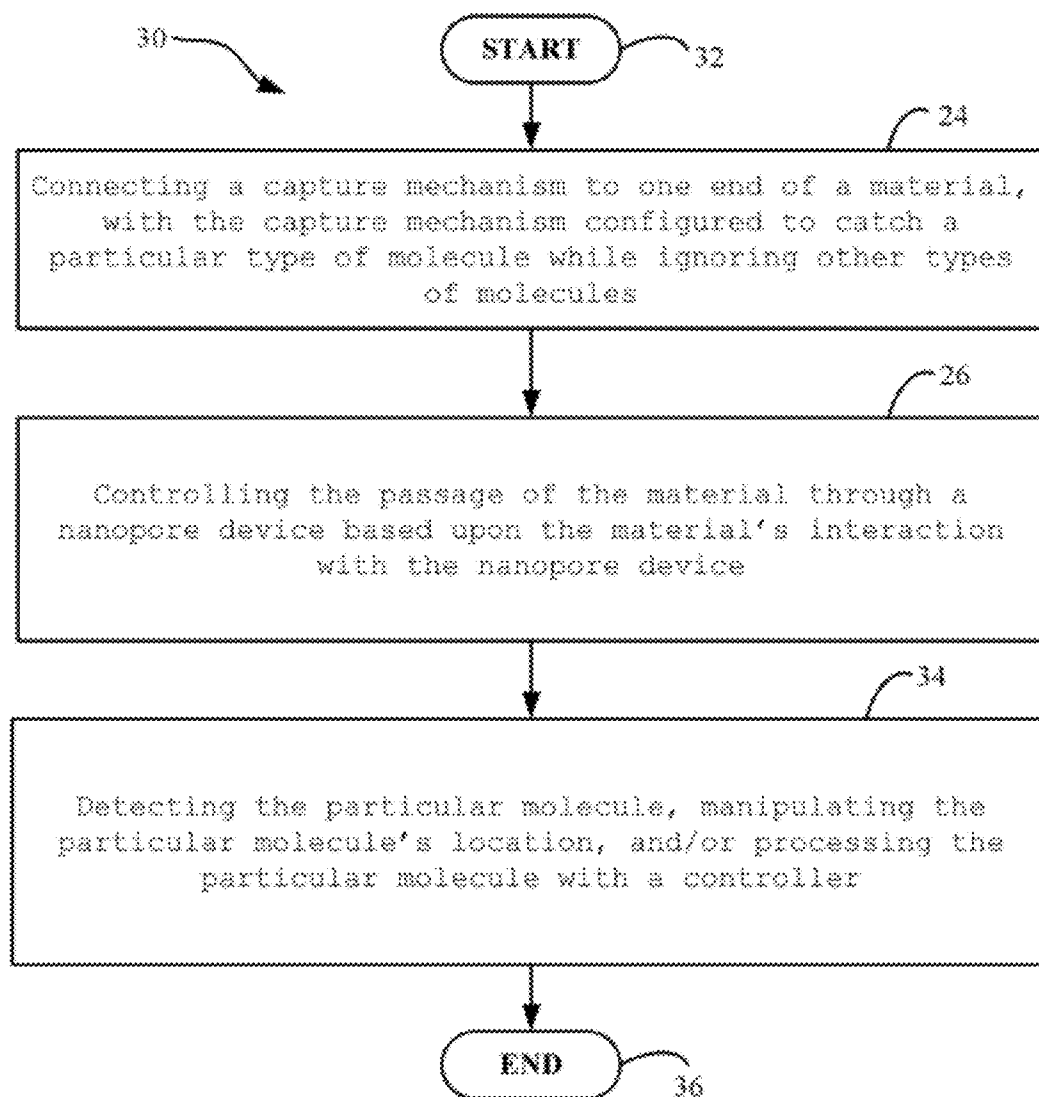 30
START
32
24
Connecting a capture mechanism to one end of a material,
with the capture mechanism configured to catch a
particular type of molecule while ignoring other types
of molecules
26
Controlling the passage of the material through a
nanopore device based upon the material's interaction
with the nanopore device
34
Detecting the particular molecule, manipulating the
particular molecule's location, and/or processing the
particular molecule with a controller
END
36